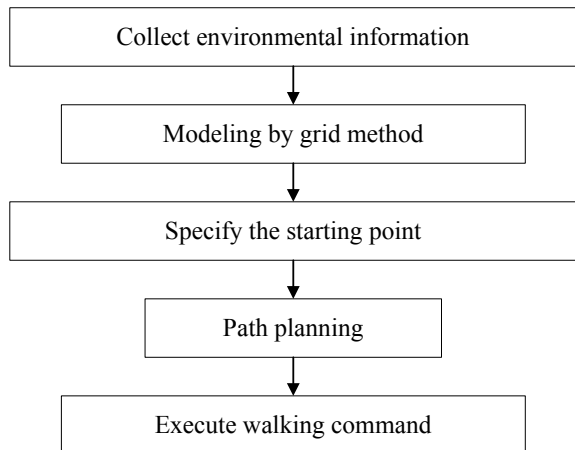 Collect environmental information
Modeling by grid method
Specify the starting point
Path planning
Execute walking command